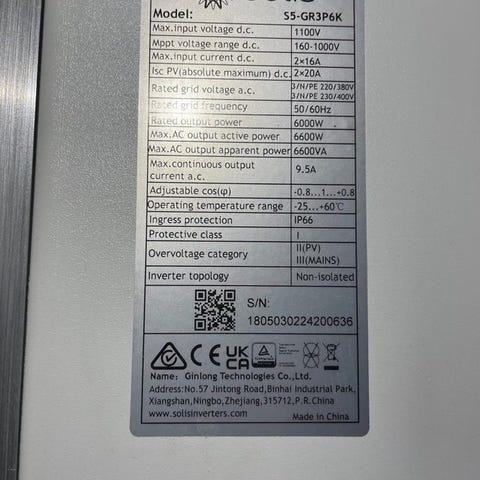 Model: S5-GR3P6K
Max.input voltage d.c. 1100V
Mppt voltage range d.c. 160-1000V
Max.input current d.c. 2×16A
Isc PV(absolute maximum) d.c. 2×20A
Rated grid voltage a.c. 3/N/PE 220/380V
3/N/PE 230/400V
Rated grid frequency 50/60Hz
Rated output power 6000W
Max.AC output active power 6600W
Max.AC output apparent power 6600VA
Max.continuous output
current a.c. 9.5A
Adjustable cos(φ) -0.8...1...+0.8
Operating temperature range -25...+60℃
Ingress protection IP66
Protective class I
Overvoltage category II(PV)
III(MAINS)
Inverter topology Non-isolated
S/N:
1805030224200636
CE UK
CA
Name: Ginlong Technologies Co.,Ltd.
Address:No.57 Jintong Road,Binhai Industrial Park,
Xiangshan,Ningbo,Zhejiang,315712,P.R.China
www.solisinverters.com Made in China